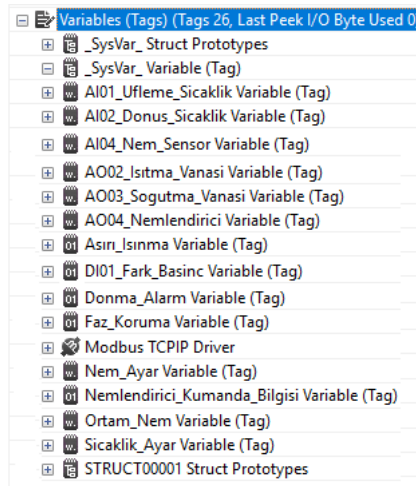 Variables (Tags) (Tags 26, Last Peek I/O Byte Used 0
_SysVar_ Struct Prototypes
_SysVar_ Variable (Tag)
AI01_Ufleme_Sicaklik Variable (Tag)
AI02_Donus_Sicaklik Variable (Tag)
AI04_Nem_Sensor Variable (Tag)
AO02_Isıtma_Vanasi Variable (Tag)
AO03_Sogutma_Vanasi Variable (Tag)
AO04_Nemlendirici Variable (Tag)
Asırı_Isınma Variable (Tag)
DI01_Fark_Basinc Variable (Tag)
Donma_Alarm Variable (Tag)
Faz_Koruma Variable (Tag)
Modbus TCPIP Driver
Nem_Ayar Variable (Tag)
Nemlendirici_Kumanda_Bilgisi Variable (Tag)
Ortam_Nem Variable (Tag)
Sicaklik_Ayar Variable (Tag)
STRUCT00001 Struct Prototypes